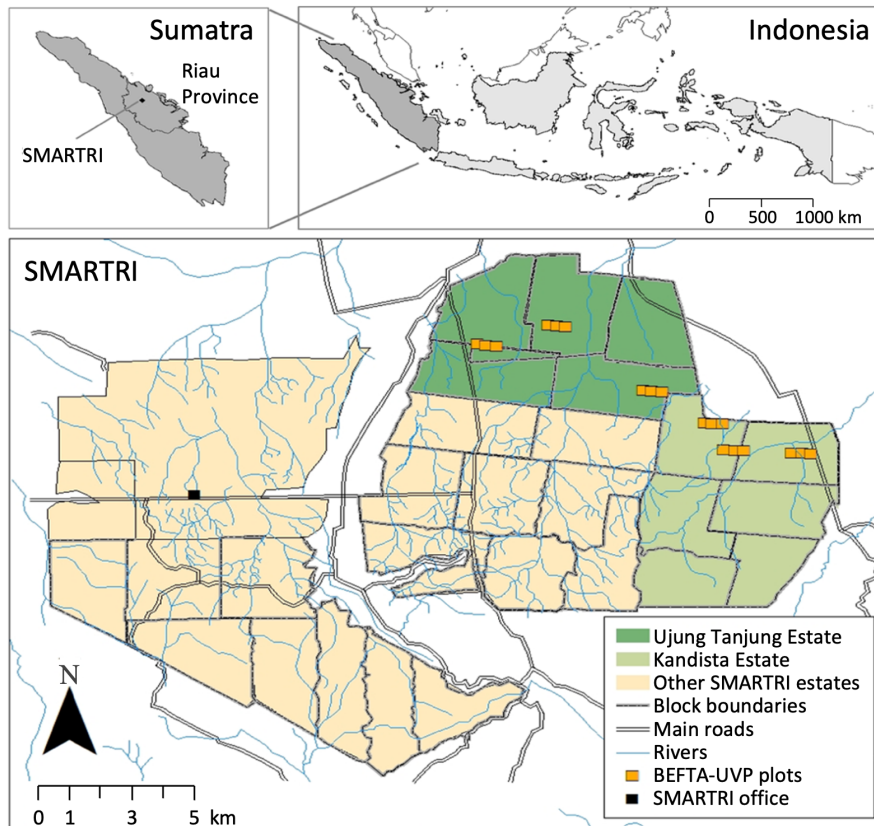 Sumatra
Riau
Province
SMARTRI
Indonesia
0 500 1000 km
SMARTRI
N
0 1 3 5 km
Ujung Tanjung Estate
Kandista Estate
Other SMARTRI estates
Block boundaries
Main roads
Rivers
BEFTA-UVP plots
SMARTRI office